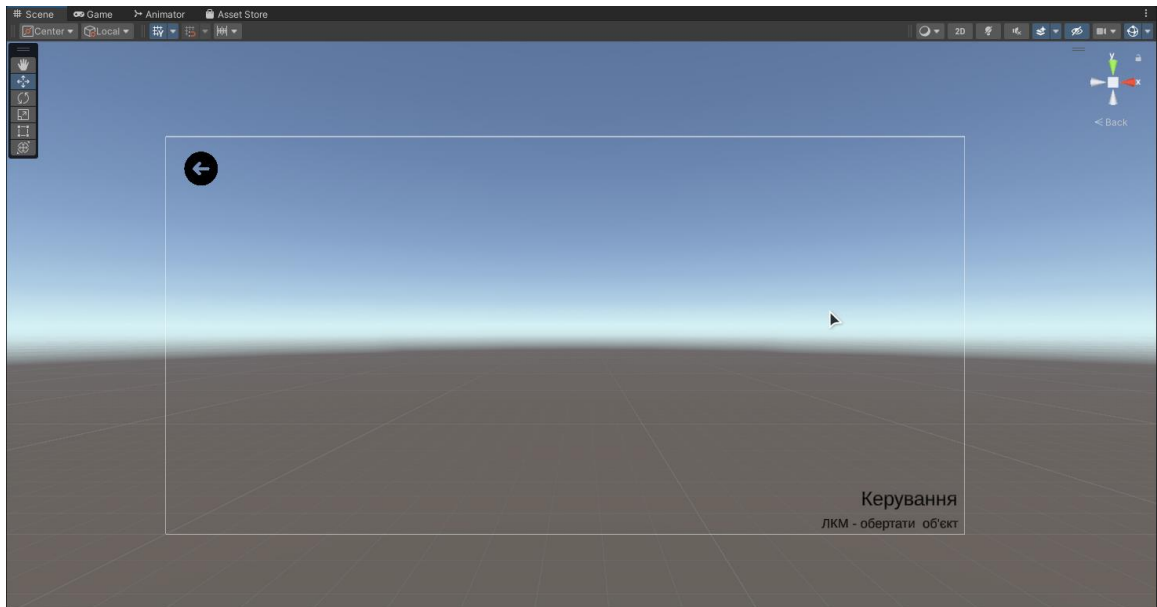 Scene Game Animator Asset Store
Center Local 2D
y
x
Back
Керування
ЛКМ - обертати об'єкт